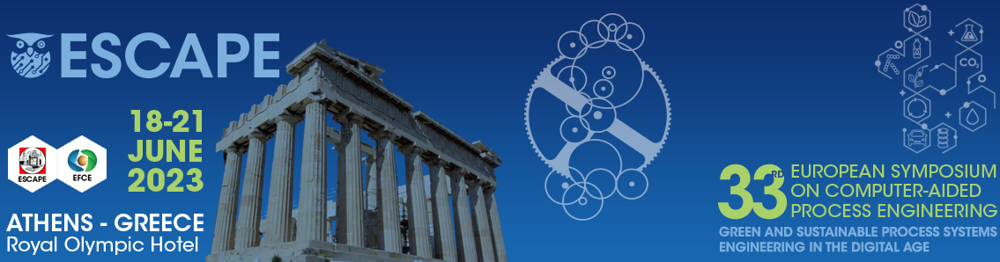 ESCAPE
18-21
JUNE
2023
ESCAPE
EFCE
ATHENS - GREECE
Royal Olympic Hotel
CO2
33RD EUROPEAN SYMPOSIUM
ON COMPUTER-AIDED
PROCESS ENGINEERING
GREEN AND SUSTAINABLE PROCESS SYSTEMS
ENGINEERING IN THE DIGITAL AGE